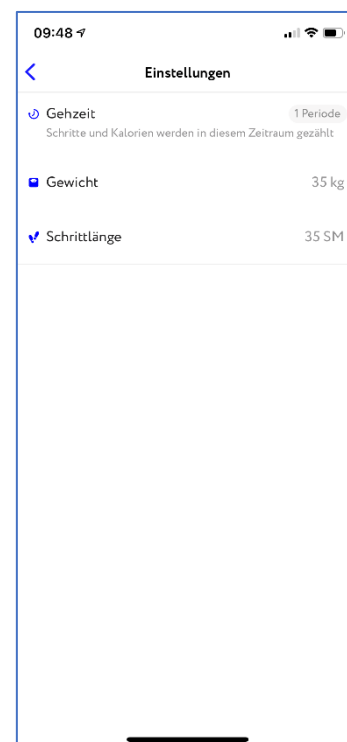 09:48
Einstellungen
Gehzeit 1 Periode
Schritte und Kalorien werden in diesem Zeitraum gezählt
Gewicht 35 kg
Schrittlänge 35 SM